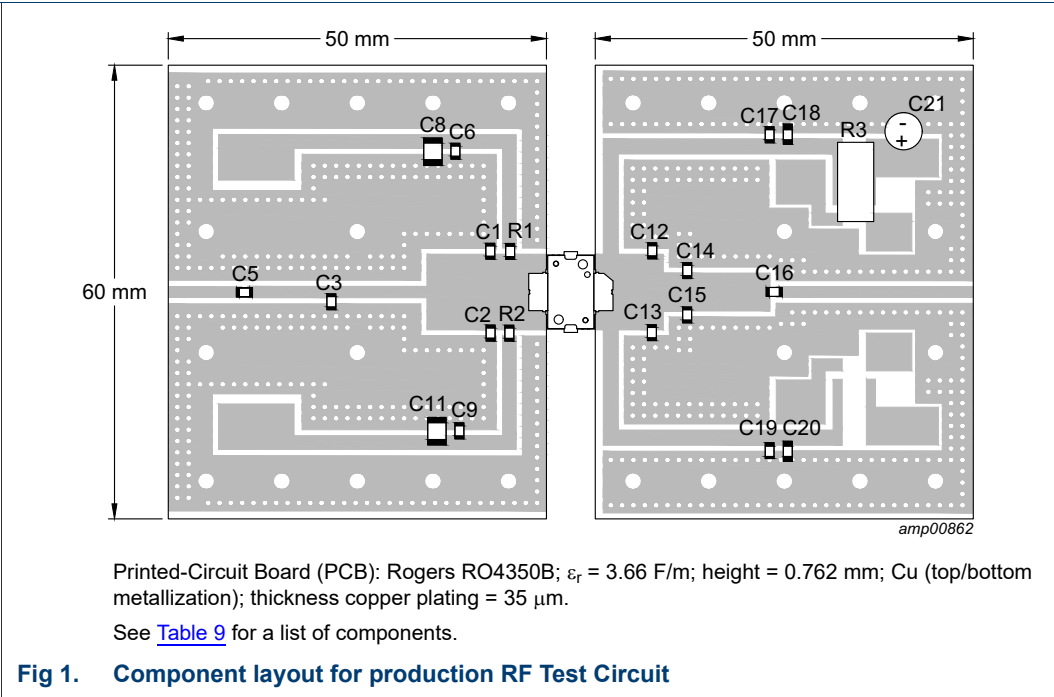 50 mm
50 mm
60 mm
C8
C6
C17
C18
C21
-
+
R3
C1
R1
C12
C14
C5
C3
C16
C2
R2
C13
C15
C11
C9
C19
C20
amp00862
Printed-Circuit Board (PCB): Rogers RO4350B; εr = 3.66 F/m; height = 0.762 mm; Cu (top/bottom
metallization); thickness copper plating = 35 μm.
See Table 9 for a list of components.
Fig 1. Component layout for production RF Test Circuit